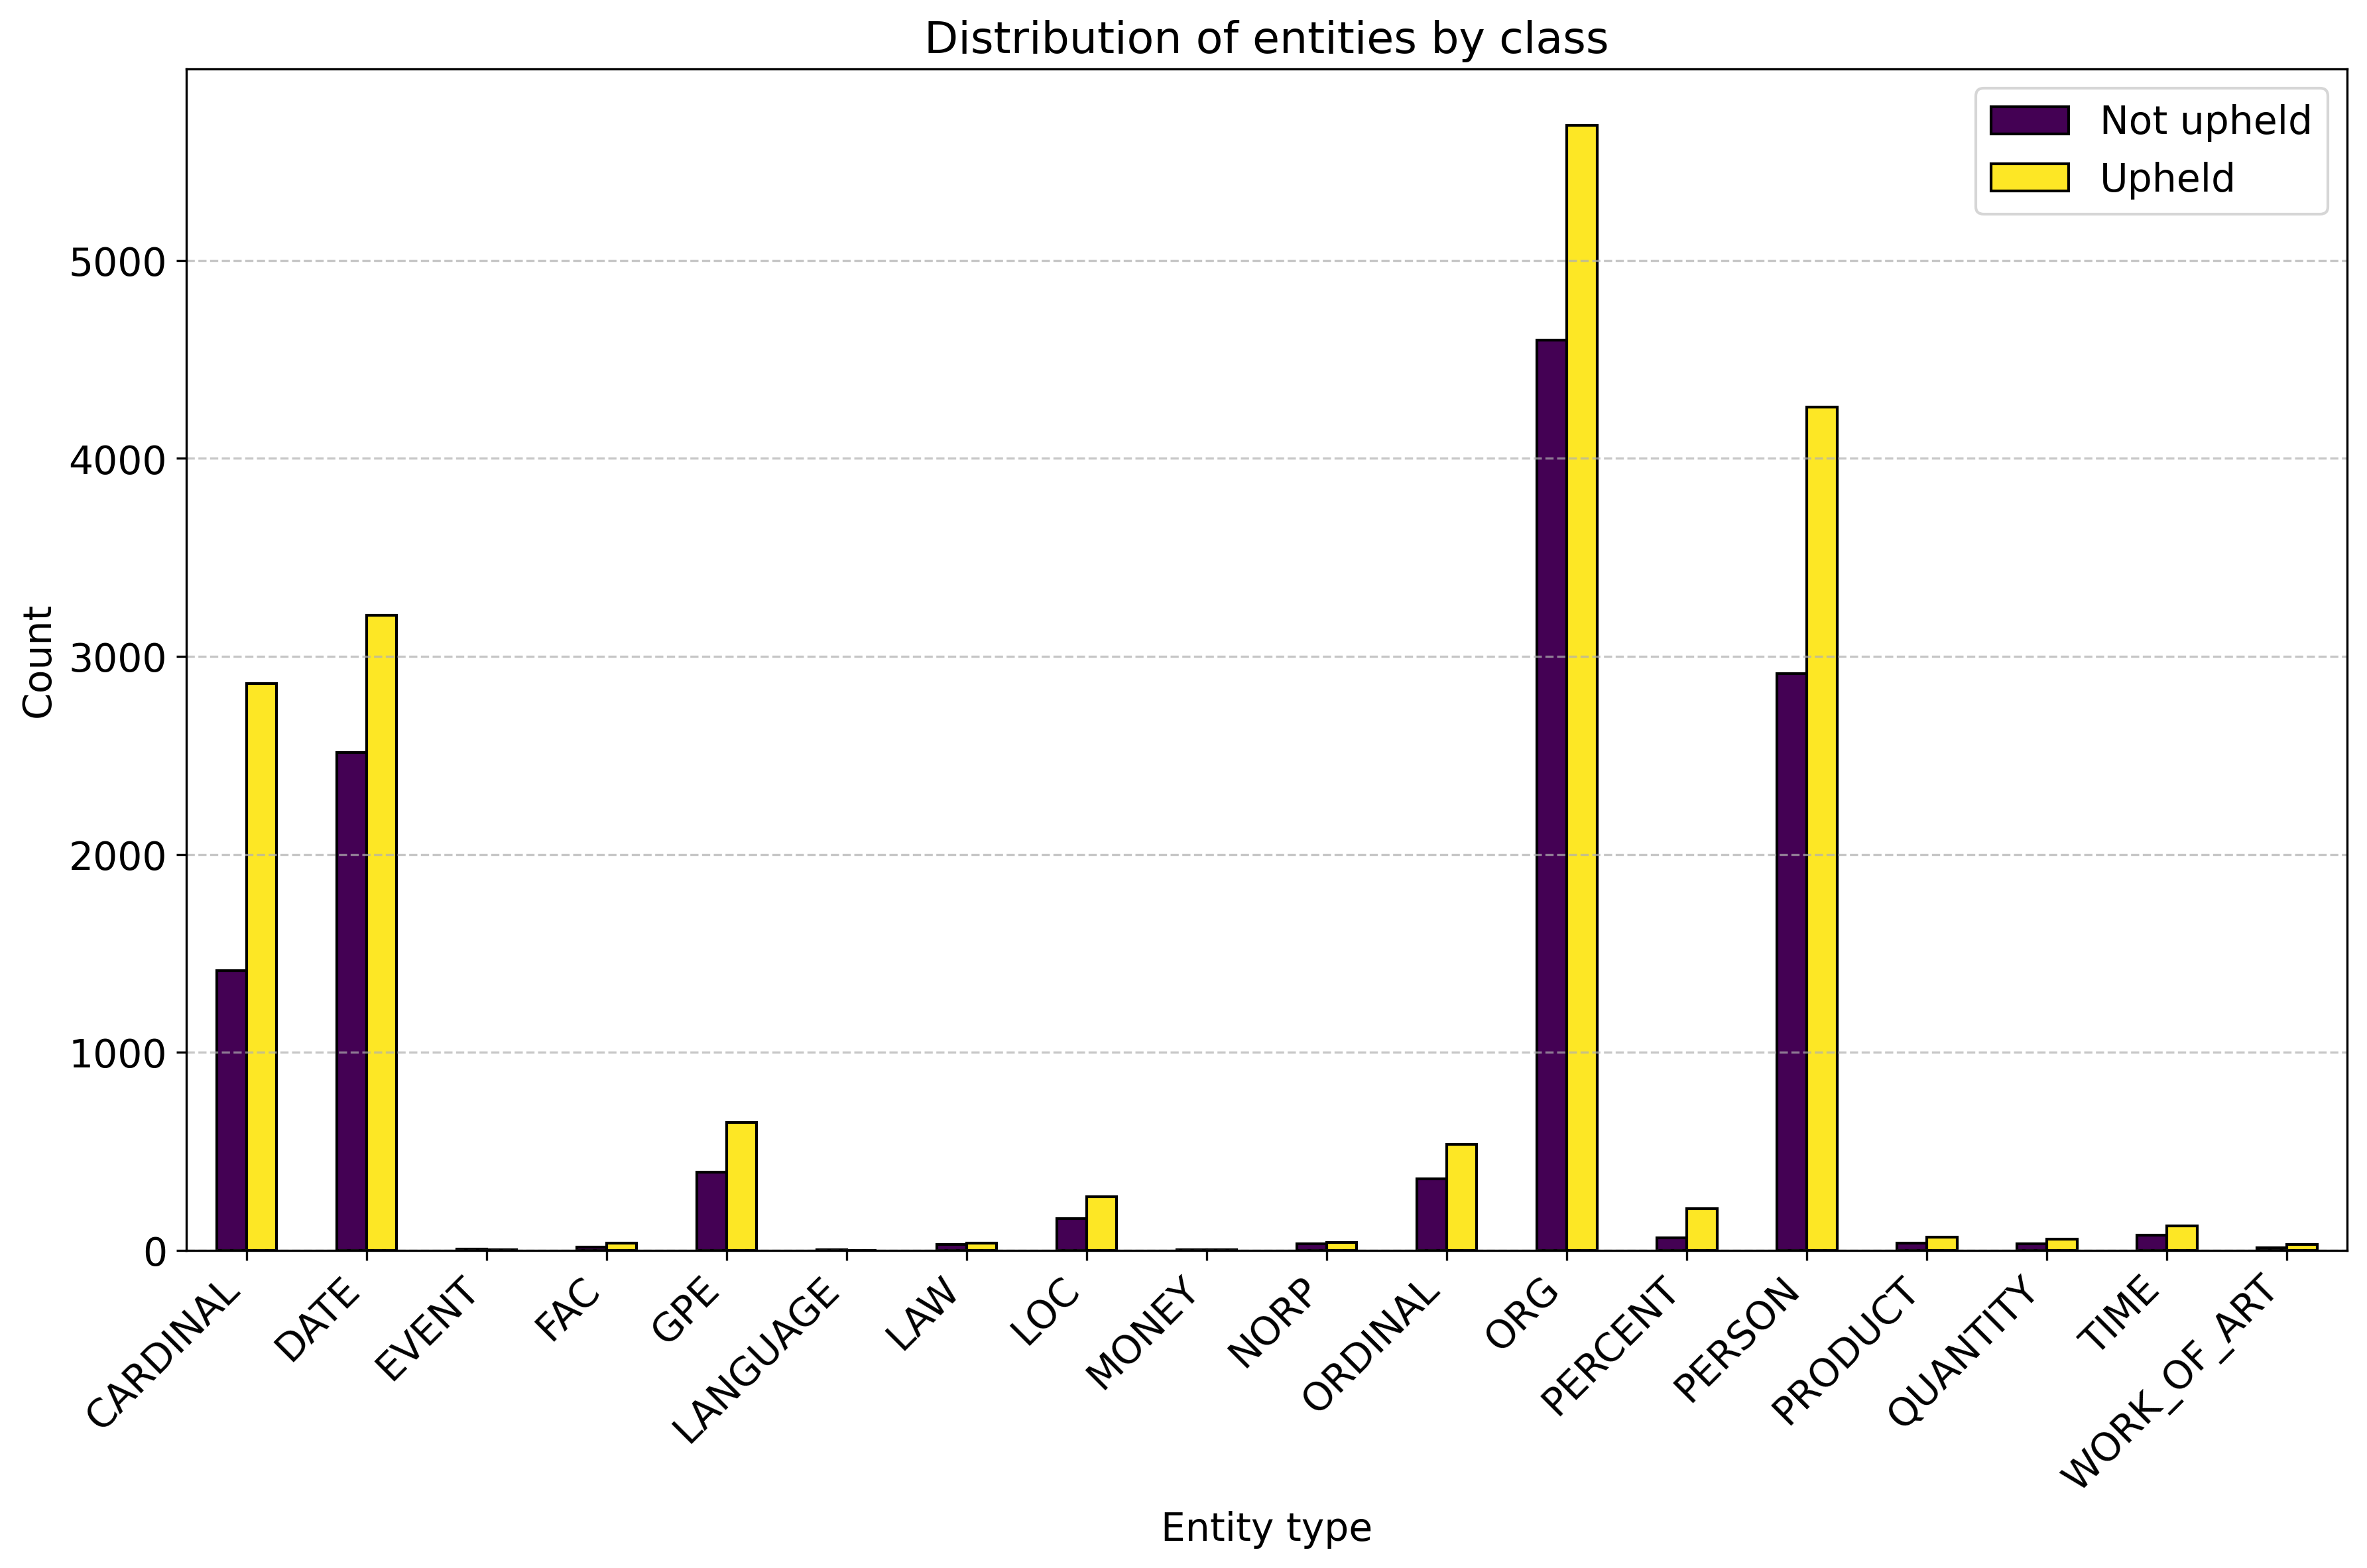 Distribution of entities by class
Not upheld
Upheld
Count
5000
4000
3000
2000
1000
0
CARDINAL
DATE
EVENT
FAC
GPE
LANGUAGE
LAW
LOC
MONEY
NORP
ORDINAL
ORG
PERCENT
PERSON
PRODUCT
QUANTITY
TIME
WORK_OF_ART
Entity type